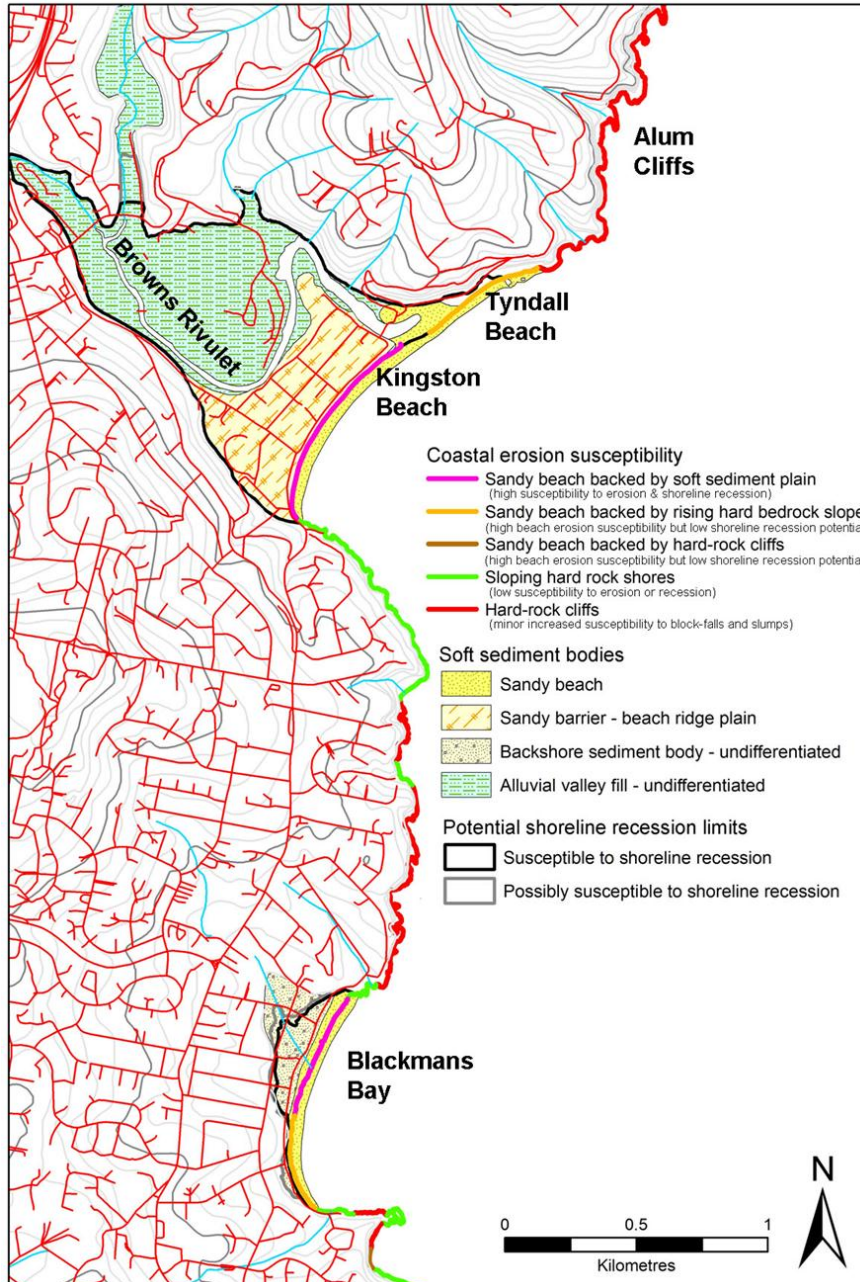 Alum
Cliffs
Browns Rivulet
Tyndall
Beach
Kingston
Beach
Coastal erosion susceptibility
Sandy beach backed by soft sediment plain
(high susceptibility to erosion & shoreline recession)
Sandy beach backed by rising hard bedrock slope
(high beach erosion susceptibility but low shoreline recession potential
Sandy beach backed by hard-rock cliffs
(high beach erosion susceptibility but low shoreline recession potential
Sloping hard rock shores
(low susceptibility to erosion or recession)
Hard-rock cliffs
(minor increased susceptibility to block-falls and slumps)
Soft sediment bodies
Sandy beach
Sandy barrier - beach ridge plain
Backshore sediment body - undifferentiated
Alluvial valley fill - undifferentiated
Potential shoreline recession limits
Susceptible to shoreline recession
Possibly susceptible to shoreline recession
Blackmans
Bay
N
0 0.5 1
Kilometres